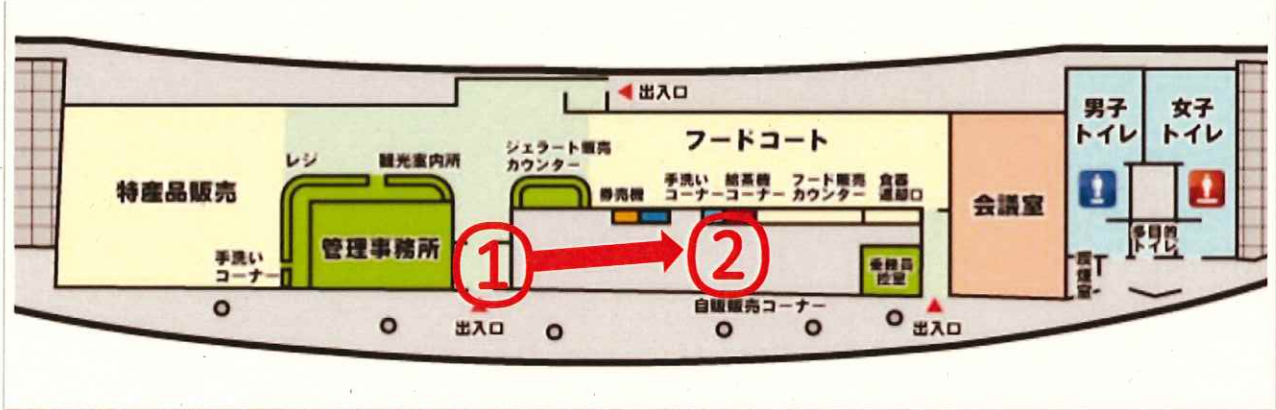 出入口
男子
トイレ
女子
トイレ
フードコート
ジェラート販売
カウンター
レジ
観光案内所
特産品販売
手洗い
コーナー
給茶機
コーナー
フード販売
カウンター
食器
返却口
券売機
会議室
管理事務所
①
②
手洗い
コーナー
乗務員
控室
多目的
トイレ
喫煙室
自販販売コーナー
出入口
出入口